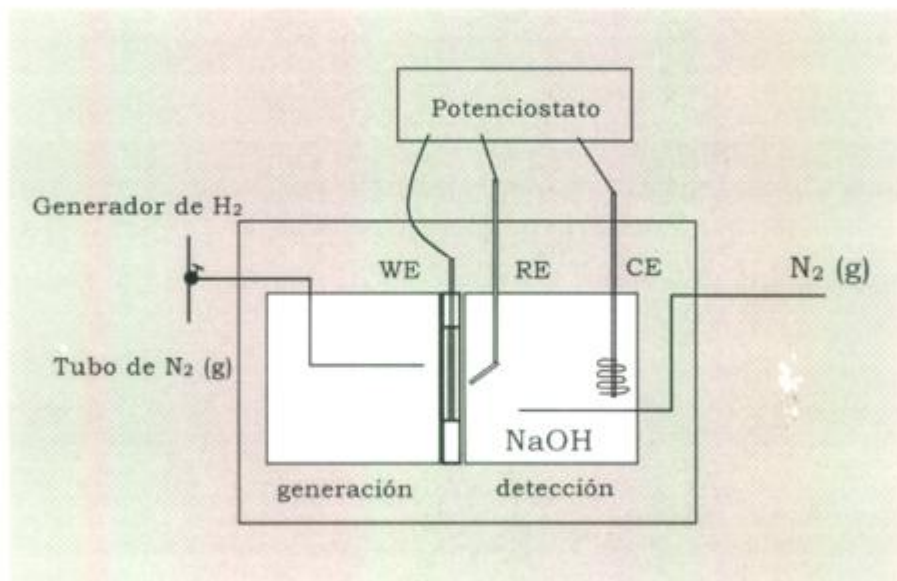 Potenciostato
Generador de H₂
WE
RE
CE
N₂ (g)
Tubo de N₂ (g)
NaOH
generación
detección